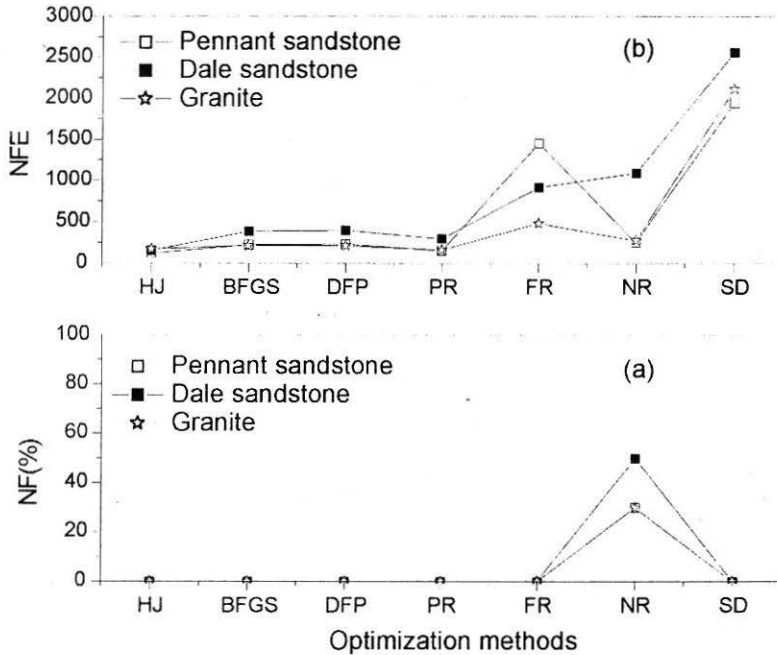 3000
2500
2000
1500
1000
500
0
NFE
Pennant sandstone
Dale sandstone
Granite
(b)
HJ BFGS DFP PR FR NR SD
100
80
60
40
20
0
NF(%)
Pennant sandstone
Dale sandstone
Granite
(a)
HJ BFGS DFP PR FR NR SD
Optimization methods